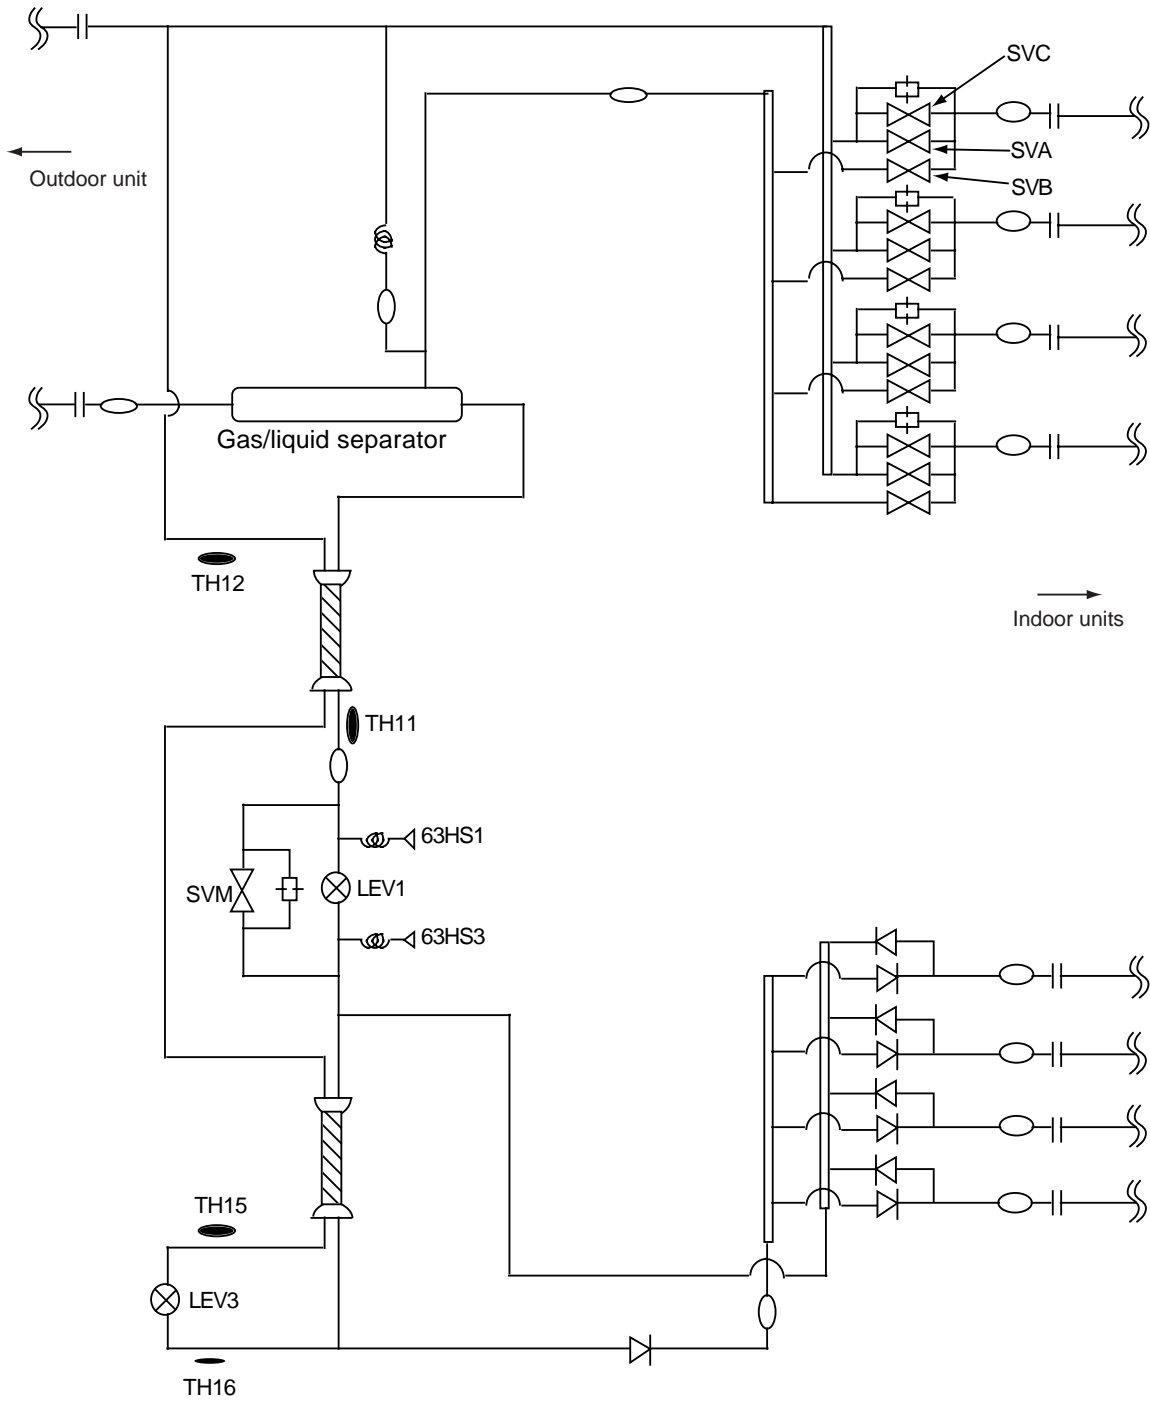 SVC
SVA
Outdoor unit
SVB
Gas/liquid separator
TH12
Indoor units
TH11
63HS1
SVM
LEV1
63HS3
TH15
LEV3
TH16